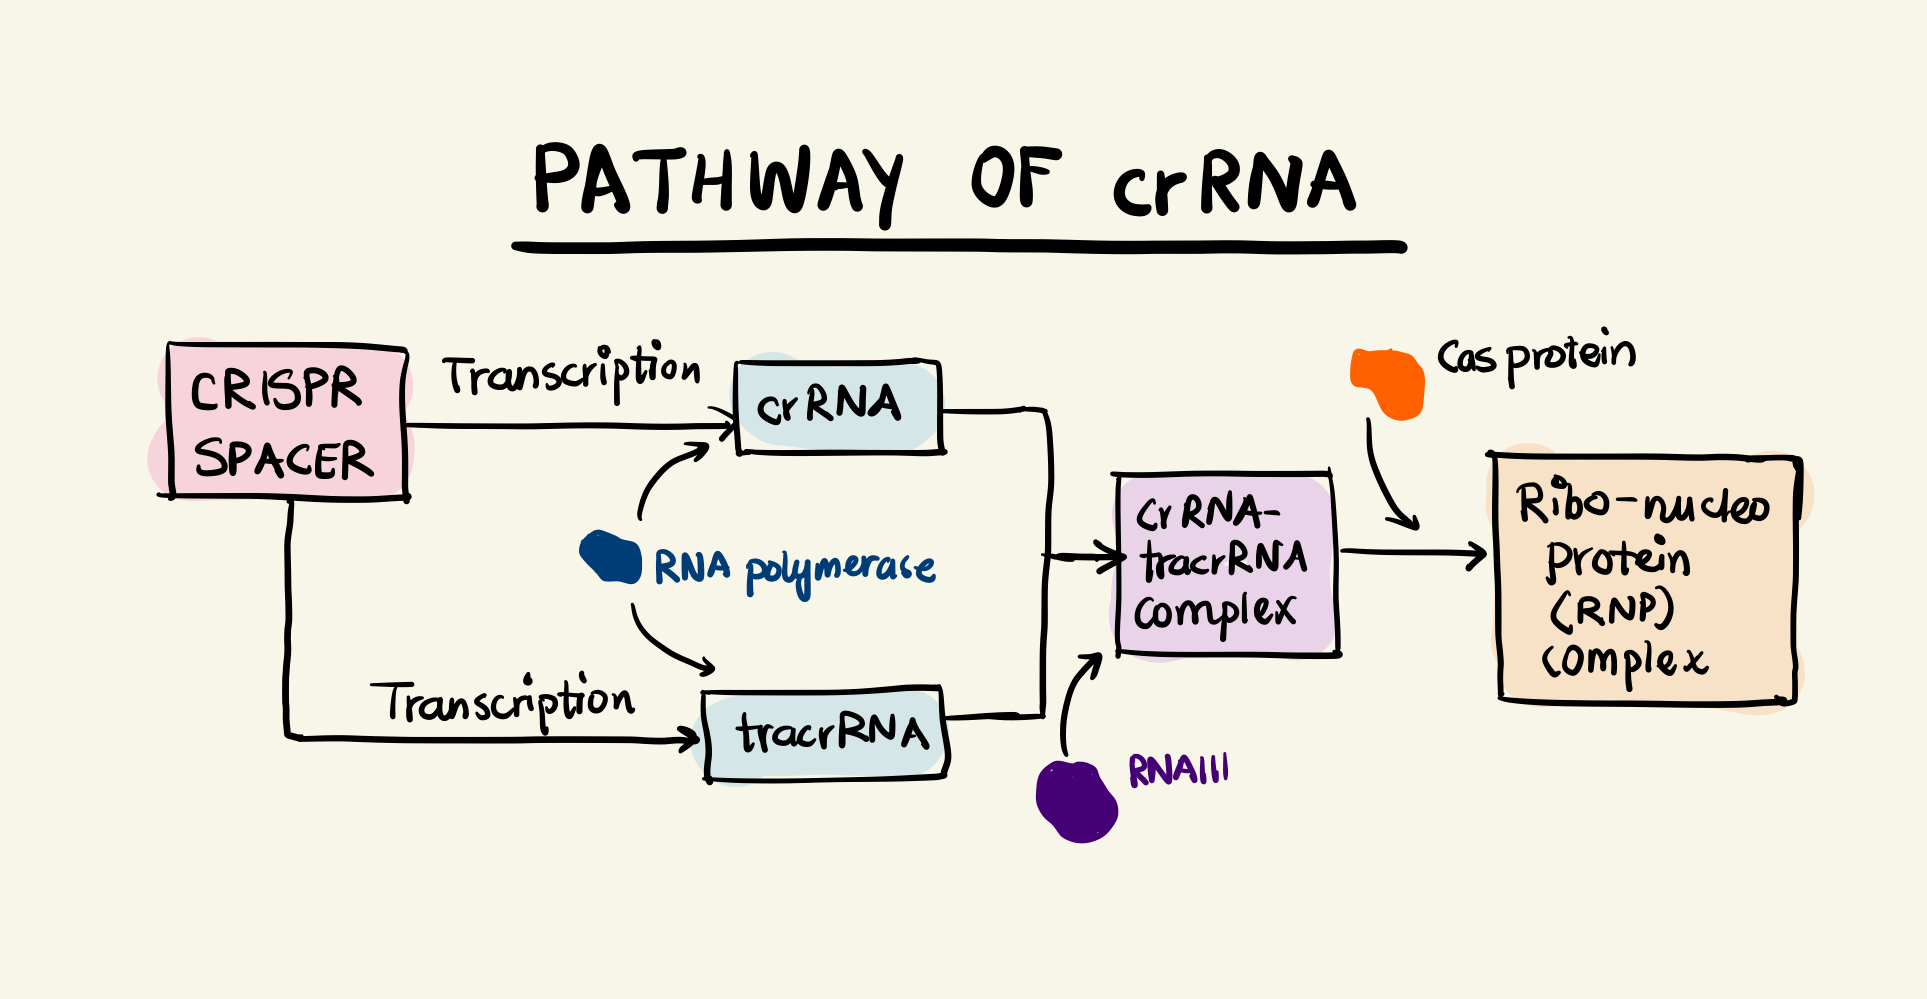 PATHWAY OF crRNA
CRISPR
SPACER
Transcription
crRNA
RNA polymerase
Transcription
tracrRNA
crRNA-
tracrRNA
complex
RNAIII
Cas protein
Ribo-nucleo
protein
(RNP)
complex